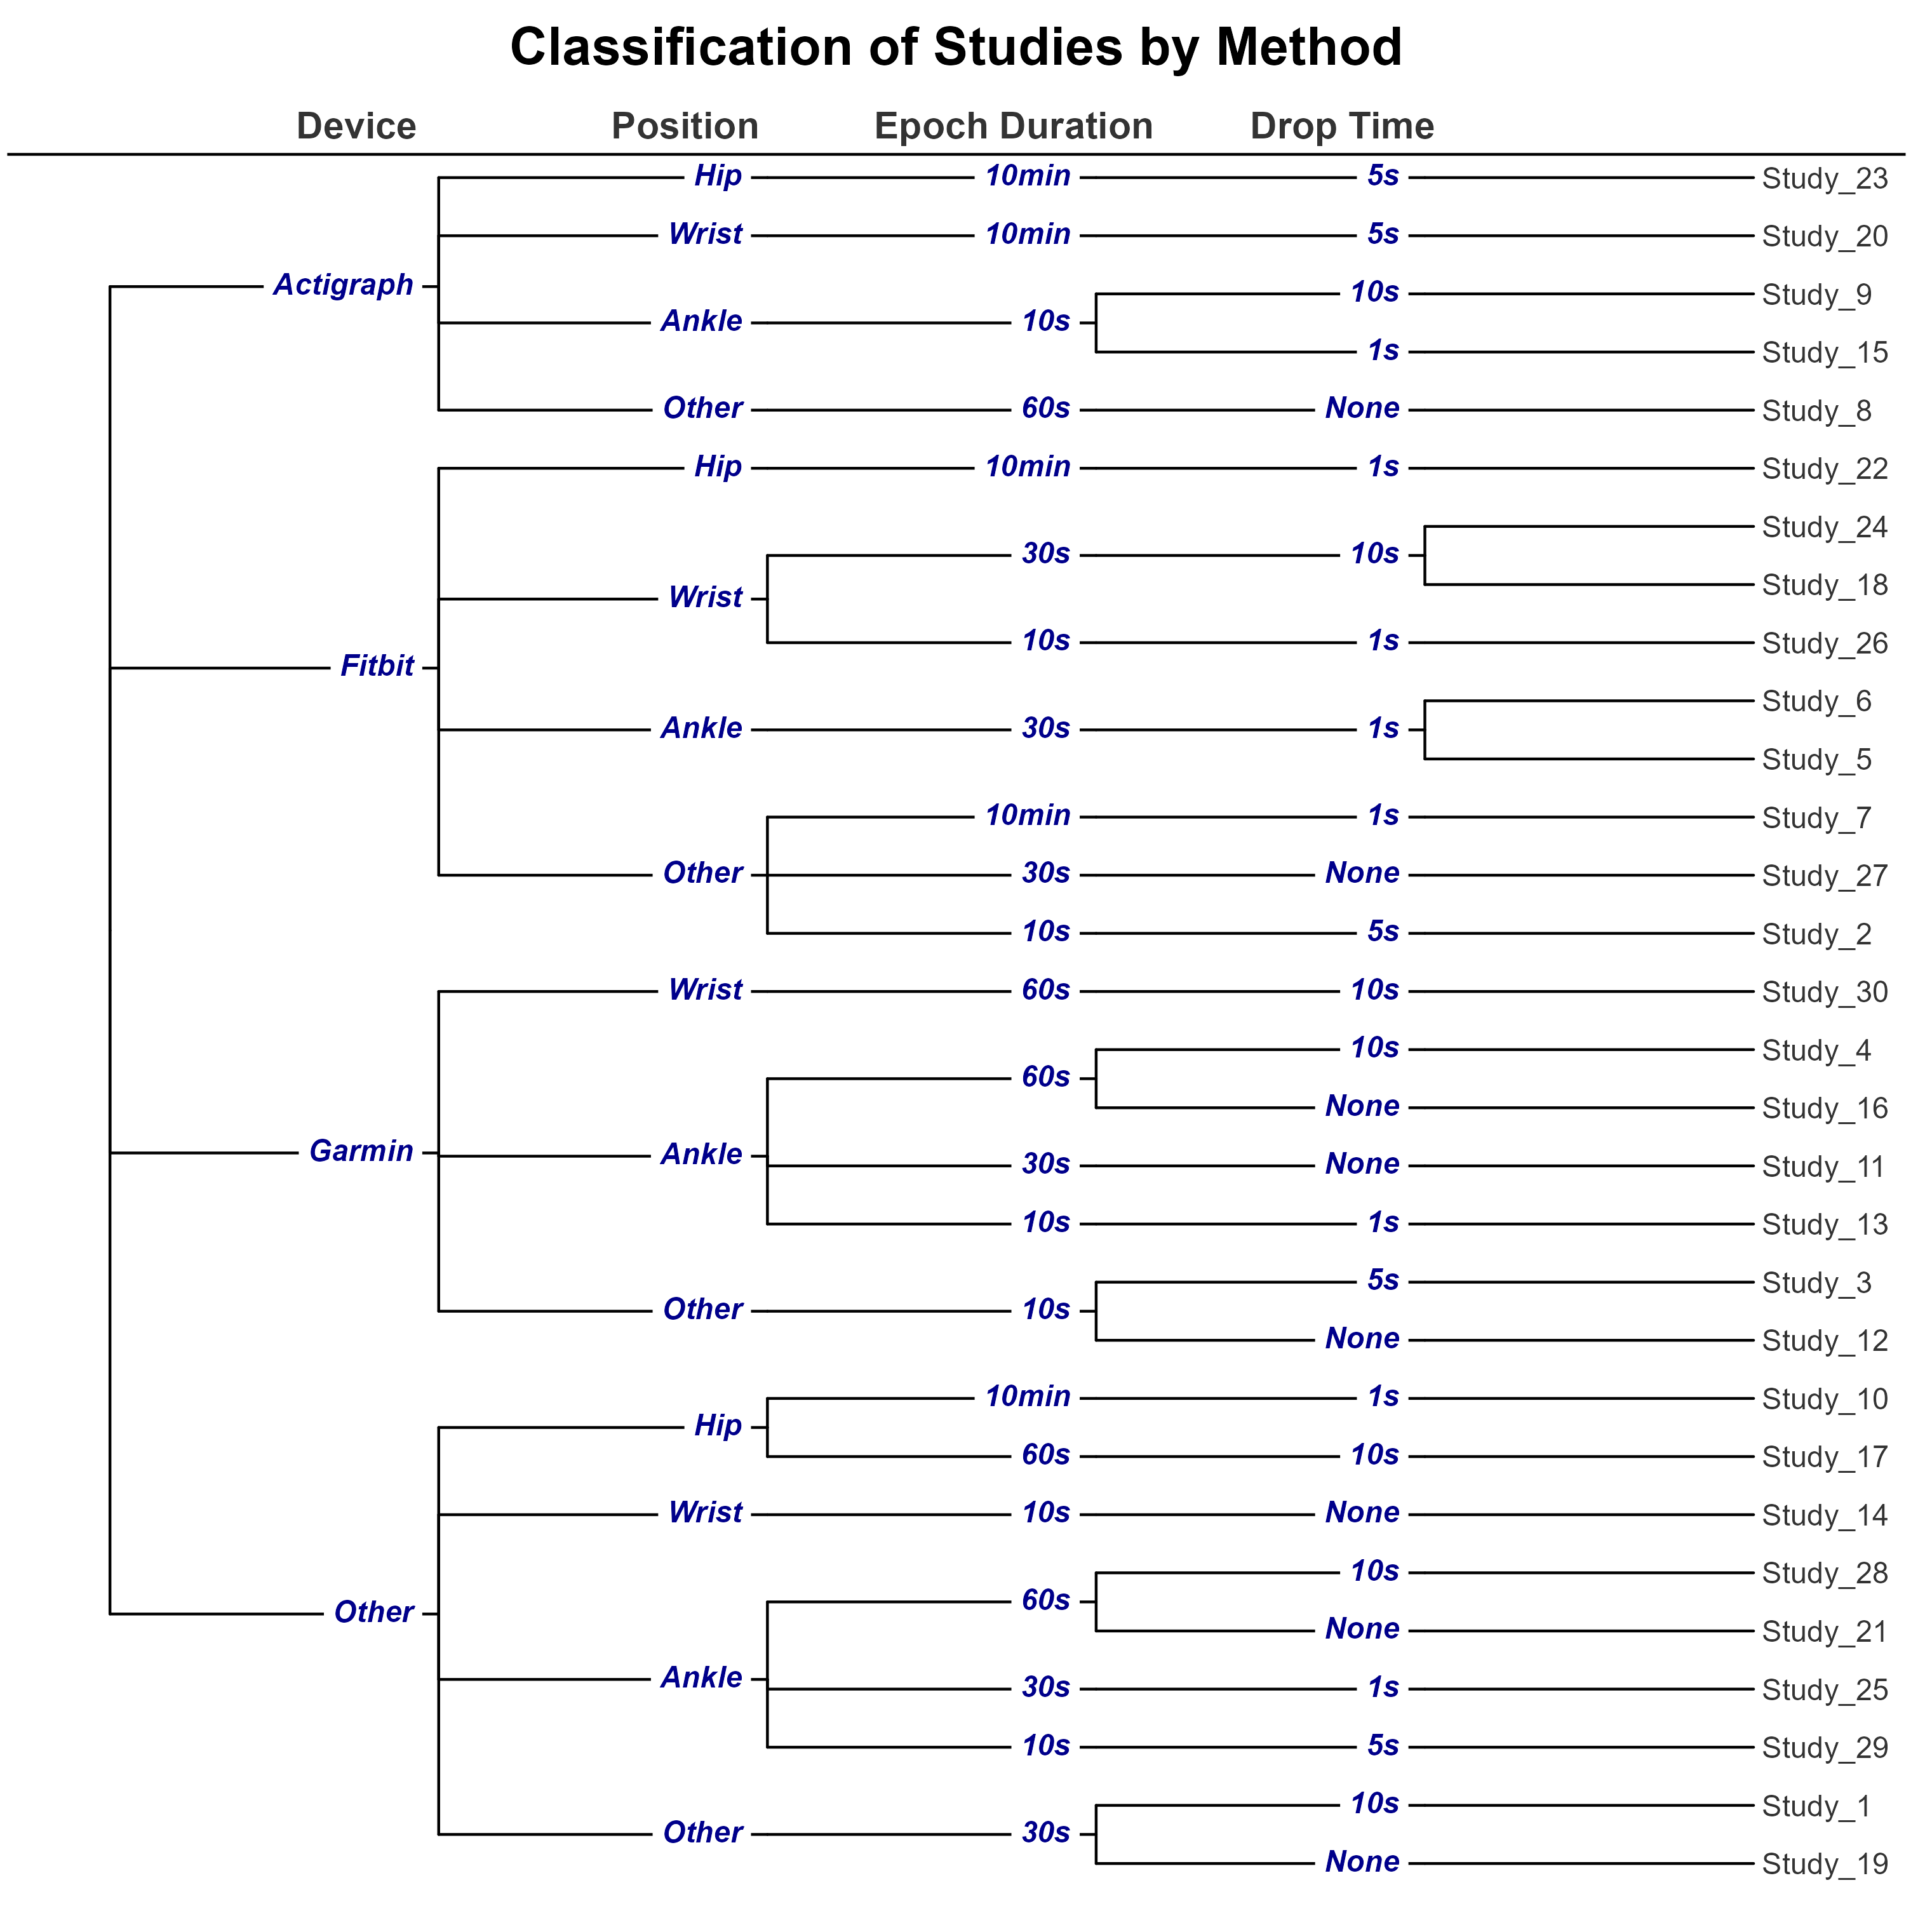 Classification of Studies by Method
Device Position Epoch Duration Drop Time
Hip 10min 5s Study_23
Wrist 10min 5s Study_20
Actigraph
10s Study_9
Ankle 10s
1s Study_15
Other 60s None Study_8
Hip 10min 1s Study_22
Study_24
30s 10s
Study_18
Wrist
10s 1s Study_26
Fitbit
Study_6
Ankle 30s 1s
Study_5
10min 1s Study_7
Other 30s None Study_27
10s 5s Study_2
Wrist 60s 10s Study_30
10s Study_4
60s
None Study_16
Garmin Ankle
30s None Study_11
10s 1s Study_13
5s Study_3
Other 10s
None Study_12
10min 1s Study_10
Hip
60s 10s Study_17
Wrist 10s None Study_14
10s Study_28
60s
Other
None Study_21
Ankle
30s 1s Study_25
10s 5s Study_29
10s Study_1
Other 30s
None Study_19